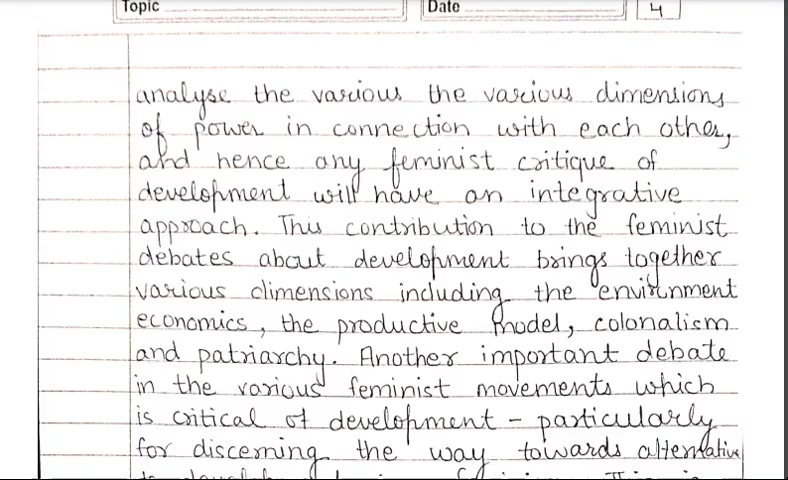 Topic
Date
4
analyse the various the various dimensions
of power in connection with each other,
and hence any feminist critique of
development will have an integrative
approach. This contribution to the feminist
debates about development brings together
various dimensions including the envirnment
economics, the productive model, colonalism
and patriarchy. Another important debate
in the various feminist movements which
is critical of development - particularly
for discerning the way towards alternative